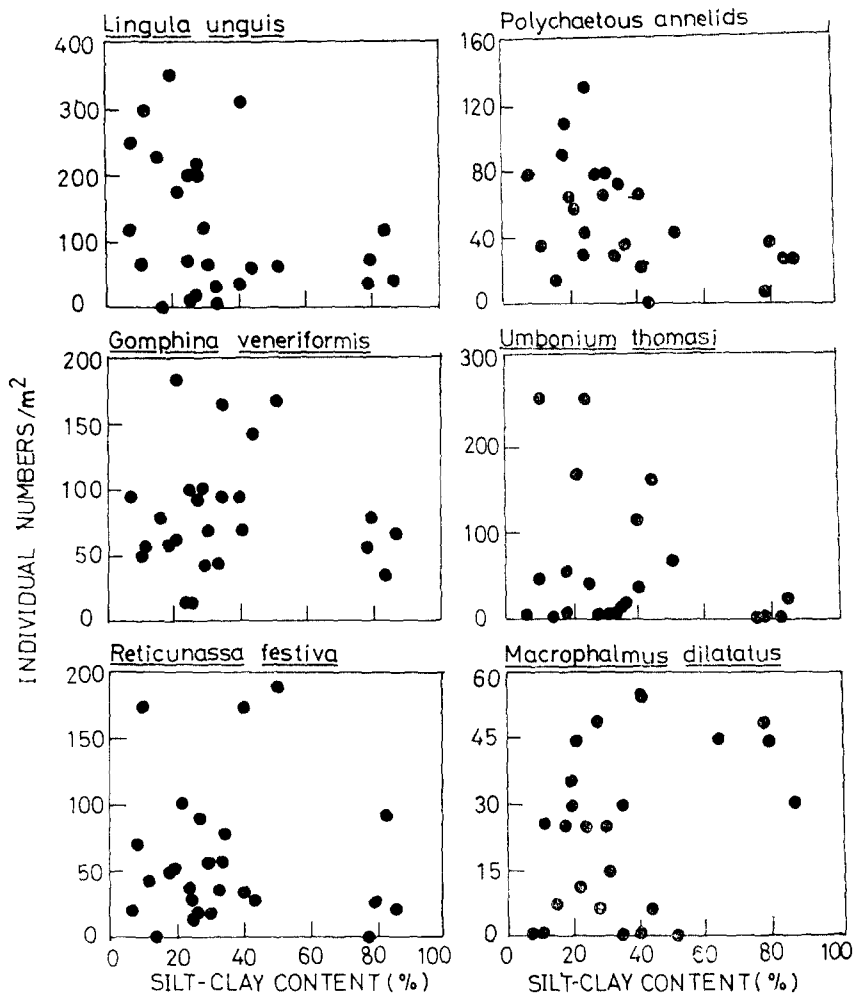 Lingula unguis
Polychaetous annelids
400
300
200
100
0
160
120
80
40
0
Gomphina veneriformis
Umbonium thomasi
200
150
100
50
0
300
200
100
0
INDIVIDUAL NUMBERS/m²
Reticunassa festiva
Macrophalmus dilatatus
200
150
100
50
0
60
45
30
15
0
0 20 40 60 80 100
0 20 40 60 80 100
SILT-CLAY CONTENT(%)
SILT-CLAY CONTENT(%)